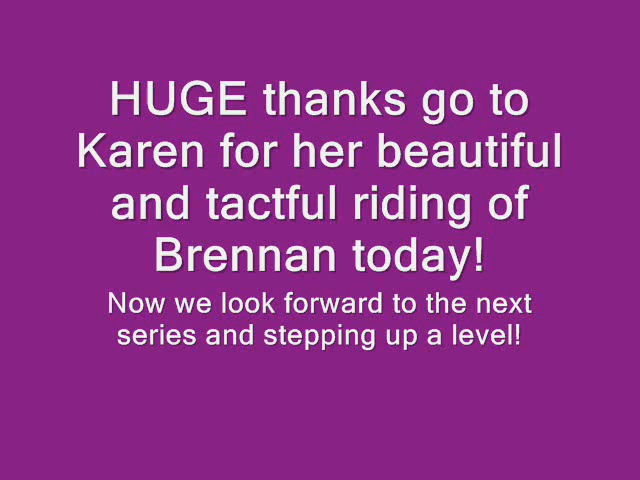 HUGE thanks go to
Karen for her beautiful
and tactful riding of
Brennan today!
Now we look forward to the next
series and stepping up a level!